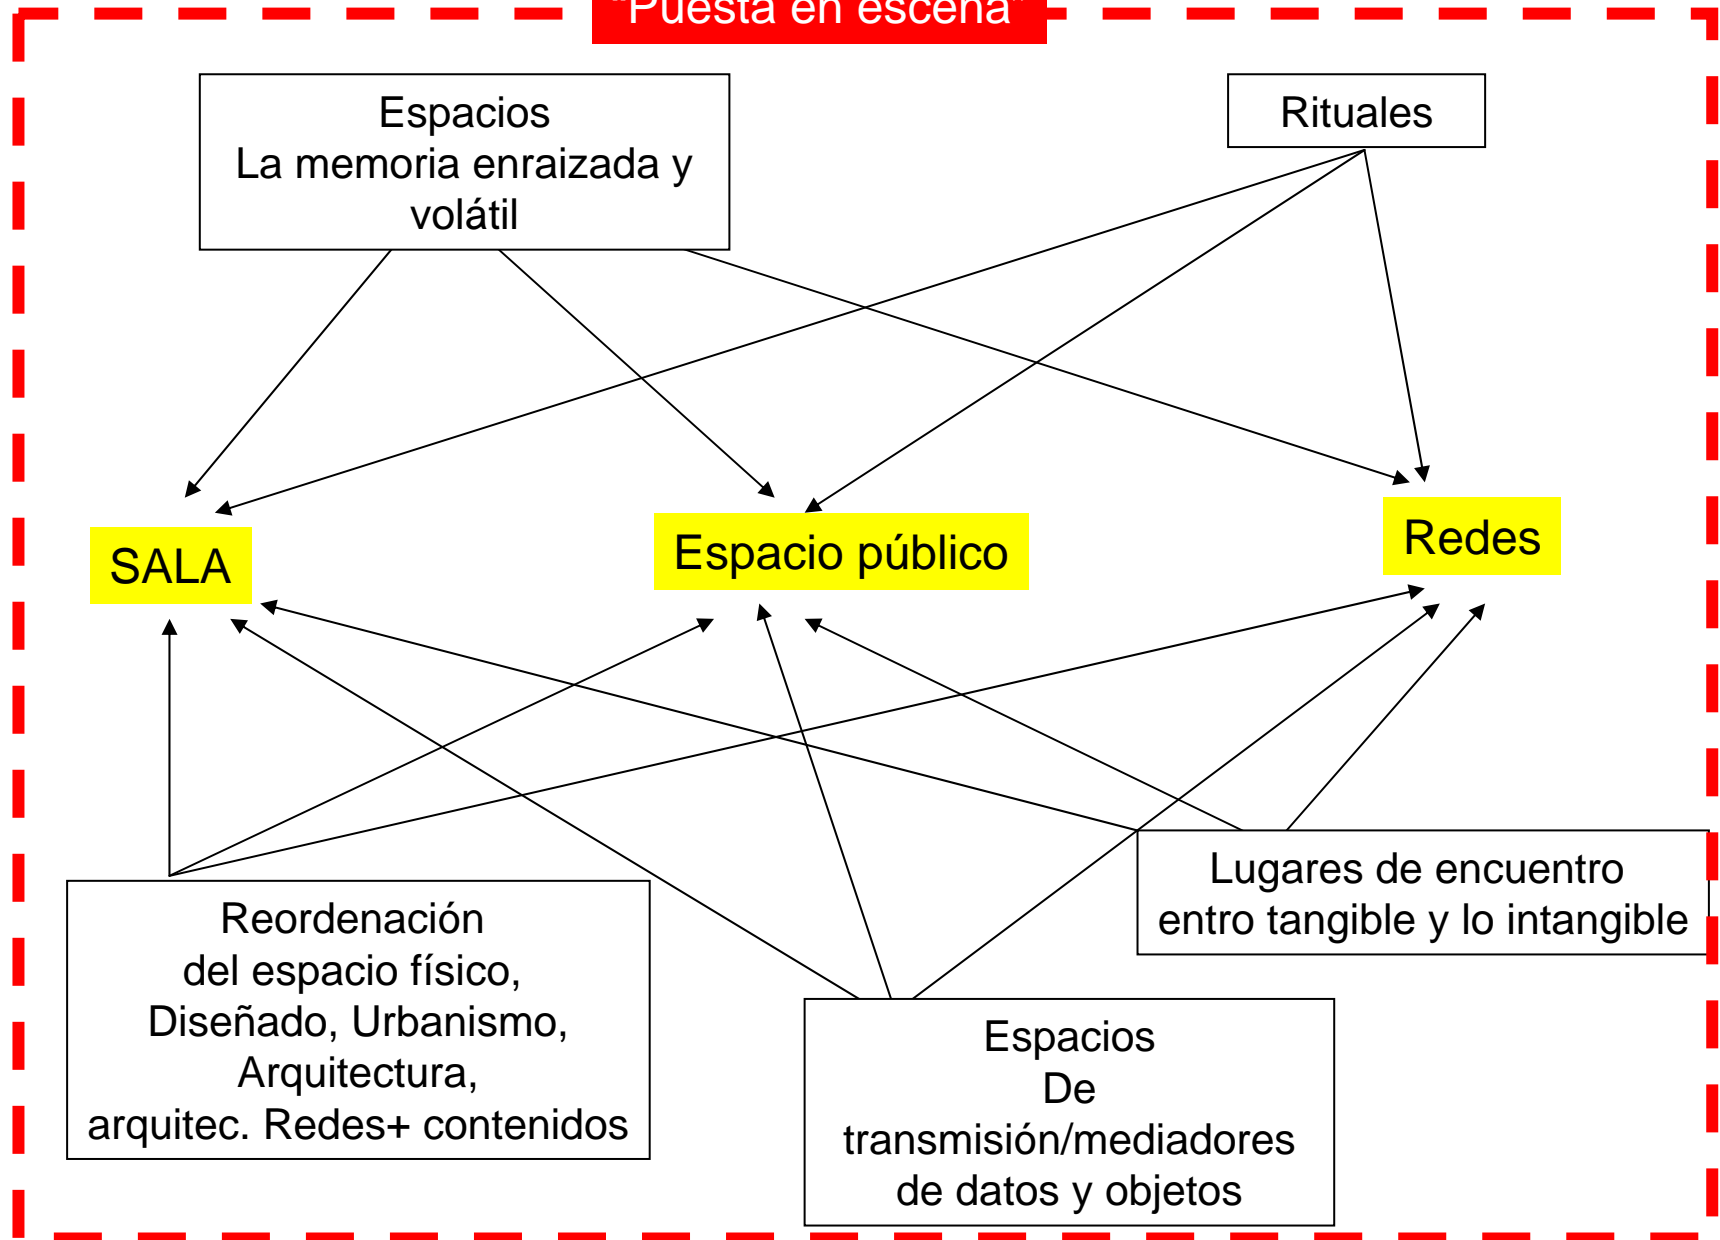 "Puesta en escena"
Espacios
La memoria enraizada y
volátil
Rituales
SALA
Espacio público
Redes
Reordenación
del espacio físico,
Diseñado, Urbanismo,
Arquitectura,
arquitec. Redes+ contenidos
Espacios
De
transmisión/mediadores
de datos y objetos
Lugares de encuentro
entro tangible y lo intangible